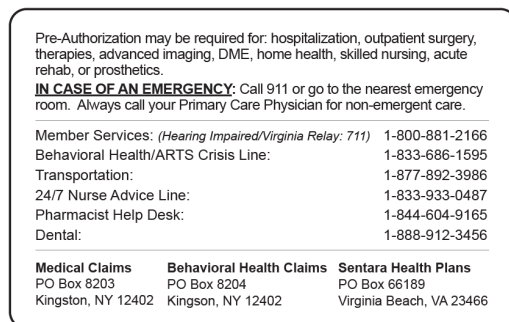 Pre-Authorization may be required for: hospitalization, outpatient surgery,
therapies, advanced imaging, DME, home health, skilled nursing, acute
rehab, or prosthetics.
IN CASE OF AN EMERGENCY: Call 911 or go to the nearest emergency
room.  Always call your Primary Care Physician for non-emergent care.
Member Services: (Hearing Impaired/Virginia Relay: 711) 1-800-881-2166
Behavioral Health/ARTS Crisis Line: 1-833-686-1595
Transportation: 1-877-892-3986
24/7 Nurse Advice Line: 1-833-933-0487
Pharmacist Help Desk: 1-844-604-9165
Dental: 1-888-912-3456
Medical Claims
PO Box 8203
Kingston, NY 12402
Behavioral Health Claims
PO Box 8204
Kingson, NY 12402
Sentara Health Plans
PO Box 66189
Virginia Beach, VA 23466